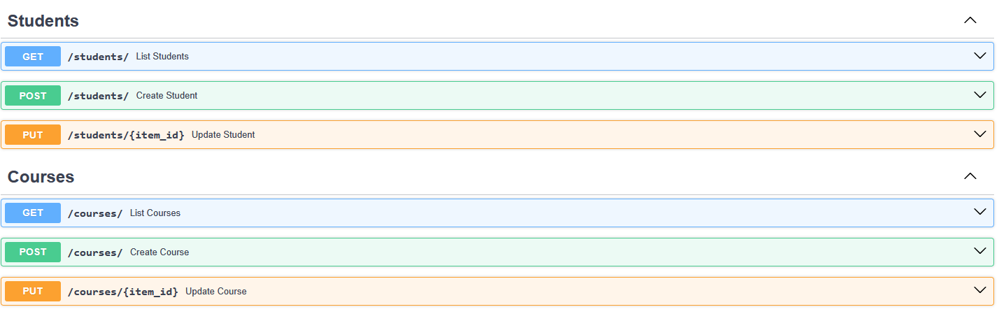 Students
GET /students/ List Students
POST /students/ Create Student
PUT /students/{item_id} Update Student
Courses
GET /courses/ List Courses
POST /courses/ Create Course
PUT /courses/{item_id} Update Course